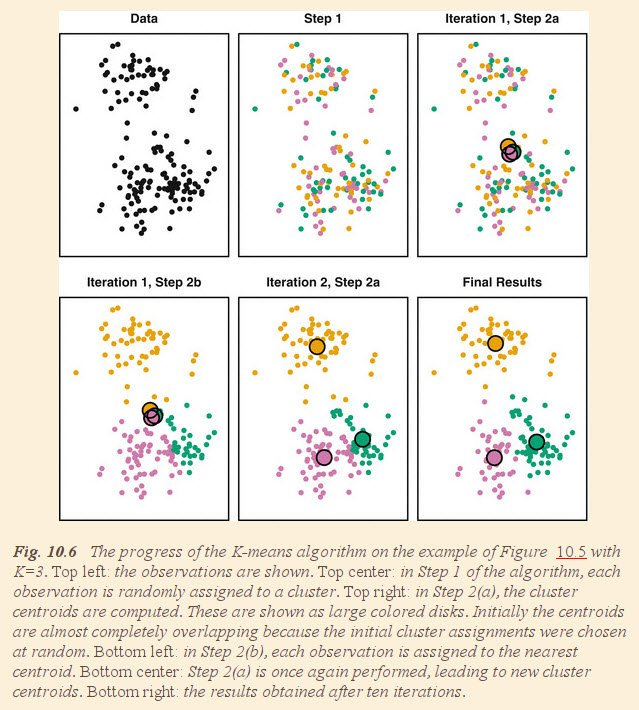 Data
Step 1
Iteration 1, Step 2a
Iteration 1, Step 2b
Iteration 2, Step 2a
Final Results
Fig. 10.6 The progress of the K-means algorithm on the example of Figure 10.5 with
K=3. Top left: the observations are shown. Top center: in Step 1 of the algorithm, each
observation is randomly assigned to a cluster. Top right: in Step 2(a), the cluster
centroids are computed. These are shown as large colored disks. Initially the centroids
are almost completely overlapping because the initial cluster assignments were chosen
at random. Bottom left: in Step 2(b), each observation is assigned to the nearest
centroid. Bottom center: Step 2(a) is once again performed, leading to new cluster
centroids. Bottom right: the results obtained after ten iterations.